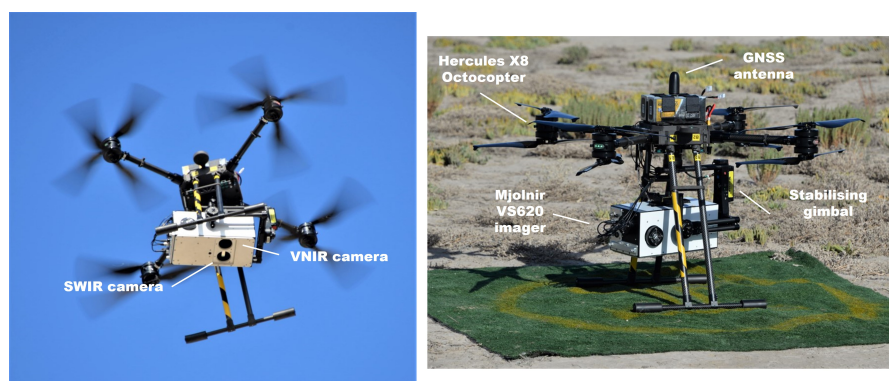 VNIR camera
SWIR camera
Hercules X8
Octocopter
GNSS
antenna
Mjolnir
VS620
imager
Stabilising
gimbal